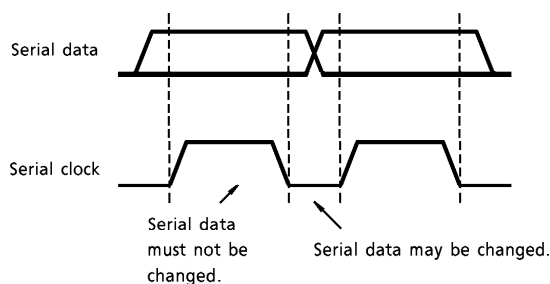 Serial data
Serial clock
Serial data
must not be
changed.
Serial data may be changed.